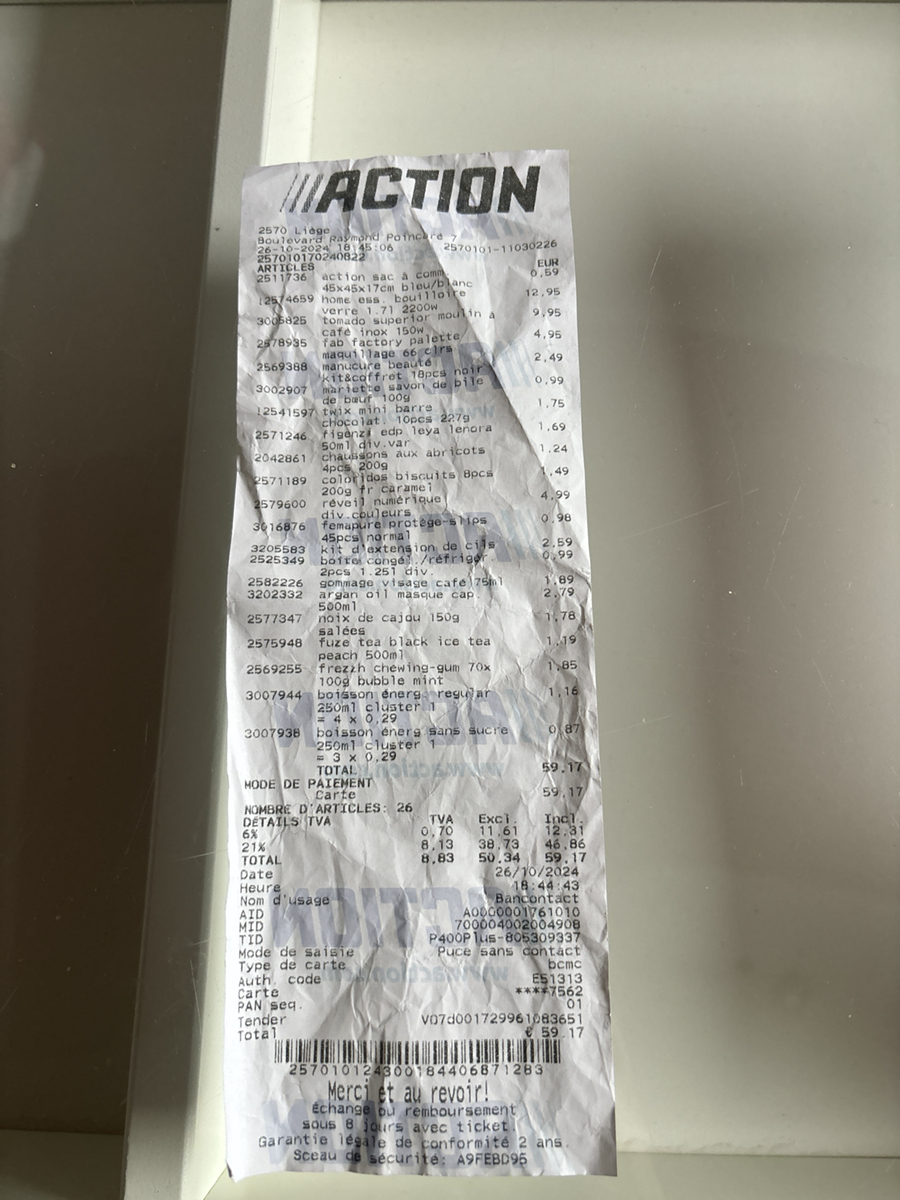 ACTION
2570 Liège
Boulevard Raymond Poincaré 7
26-10-2024 18:45:06 2570101-11030226
257010170240822
ARTICLES EUR
2511736 action sac à comm 0,59
45x45x17cm bleu/blanc
12574659 home ess. bouilloire 12,95
verre 1.7l 2200w
3005825 tomado superior moulin a 9,95
café inox 150w
2578935 fab factory palette 4,95
maquillage 66 clrs
2569388 manucure beauté 2,49
kit&coffret 18pcs noir
3002907 mariette savon de bile 0,99
de bœuf 100g
12541597 twix mini barre 1,75
chocolat 10pcs 227g
2571246 figenzi edp leya lenora 1,69
50ml div.var
2042861 chaussons aux abricots 1,24
4pcs 200g
2571189 coloridos biscuits 8pcs 1,49
200g fr caramel
2579600 réveil numérique 4,99
div.couleurs
3016876 femapure protège-slips 0,98
45pcs normal
3205583 kit d'extension de cils 2,59
2525349 boîte congél./réfrigér 0,99
2pcs 1.25l div.
2582226 gommage visage café 75ml 1,89
3202332 argan oil masque cap. 2,79
500ml
2577347 noix de cajou 150g 1,78
salées
2575948 fuze tea black ice tea 1,19
peach 500ml
2569255 frezzh chewing-gum 70x 1,85
100g bubble mint
3007944 boisson énerg. regular 1,16
250ml cluster 1
= 4 x 0,29
3007938 boisson énerg sans sucre 0,87
250ml cluster 1
= 3 x 0,29
TOTAL 59,17
MODE DE PAIEMENT
Carte 59,17
NOMBRE D'ARTICLES: 26
DÉTAILS TVA TVA Excl. Incl.
6% 0,70 11,61 12,31
21% 8,13 38,73 46,86
TOTAL 8,83 50,34 59,17
Date 26/10/2024
Heure 18:44:43
Nom d'usage Bancontact
AID A0000001761010
MID 700004002004908
TID P400Plus-805309337
Mode de saisie Puce sans contact
Type de carte bcmc
Auth. code E51313
Carte ****7562
PAN seq. 01
Tender V07d001729961083651
Total € 59.17
257010124300184406871283
Merci et au revoir!
Échange ou remboursement
sous 8 jours avec ticket.
Garantie légale de conformité 2 ans.
Sceau de sécurité: A9FEBD95